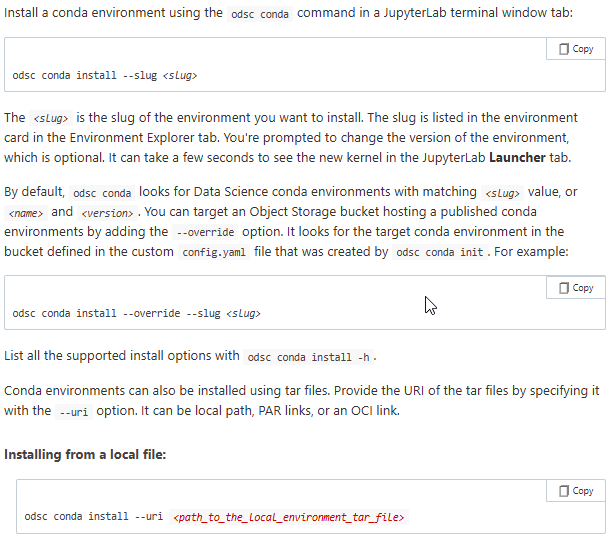 Install a conda environment using the odsc conda command in a JupyterLab terminal window tab:
Copy
odsc conda install --slug <slug>
The <slug> is the slug of the environment you want to install. The slug is listed in the environment
card in the Environment Explorer tab. You're prompted to change the version of the environment,
which is optional. It can take a few seconds to see the new kernel in the JupyterLab Launcher tab.
By default, odsc conda looks for Data Science conda environments with matching <slug> value, or
<name> and <version>. You can target an Object Storage bucket hosting a published conda
environments by adding the --override option. It looks for the target conda environment in the
bucket defined in the custom config.yaml file that was created by odsc conda init. For example:
Copy
odsc conda install --override --slug <slug>
List all the supported install options with odsc conda install -h.
Conda environments can also be installed using tar files. Provide the URI of the tar files by specifying it
with the --uri option. It can be local path, PAR links, or an OCI link.
Installing from a local file:
Copy
odsc conda install --uri <path_to_the_local_environment_tar_file>